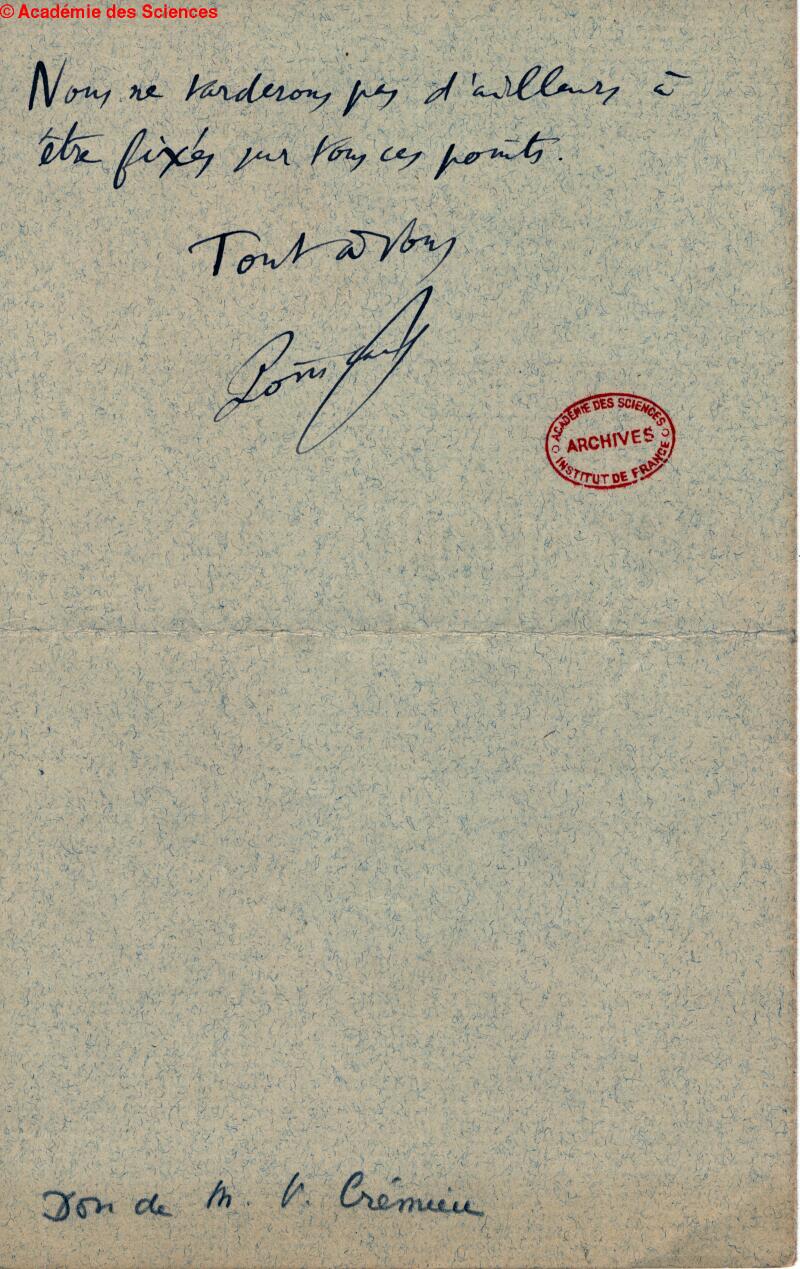 © Académie des Sciences
Nous ne tarderons pas d'ailleurs à
être fixés sur tous ces points.
Tout à vous
Poincaré
ACADÉMIE DES SCIENCES
ARCHIVES
INSTITUT DE FRANCE
Don de M. V. Crémieu